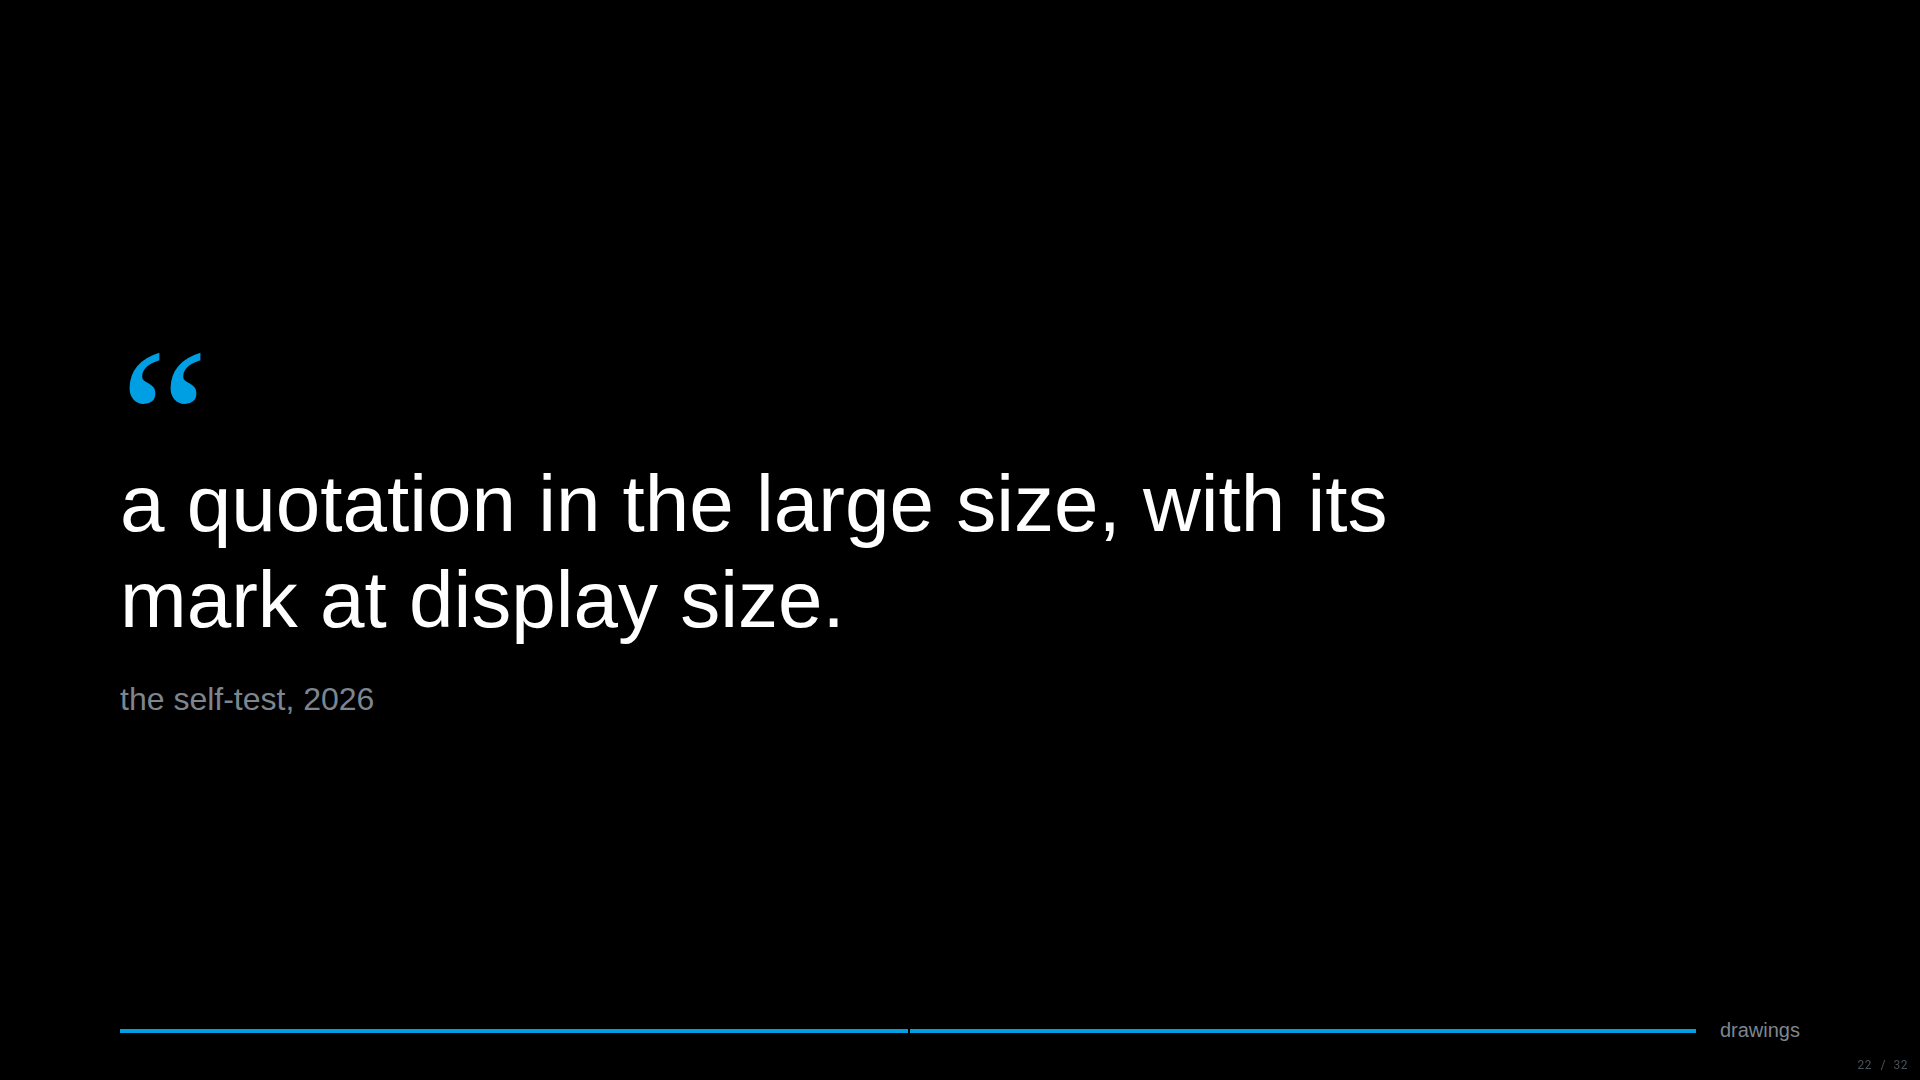 “
a quotation in the large size, with its
mark at display size.
the self-test, 2026
drawings
22 / 32